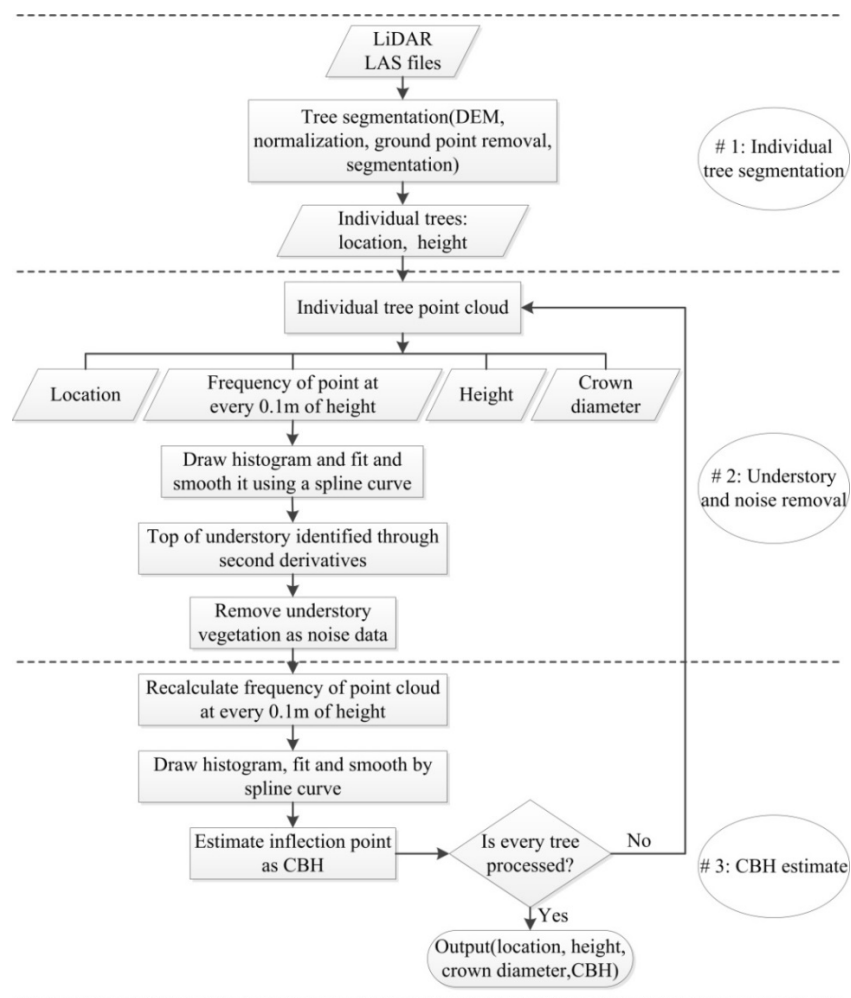 LiDAR
LAS files
Tree segmentation(DEM,
normalization, ground point removal,
segmentation)
# 1: Individual
tree segmentation
Individual trees:
location, height
Individual tree point cloud
Location
Frequency of point at
every 0.1m of height
Height
Crown
diameter
Draw histogram and fit and
smooth it using a spline curve
# 2: Understory
and noise removal
Top of understory identified through
second derivatives
Remove understory
vegetation as noise data
Recalculate frequency of point cloud
at every 0.1m of height
Draw histogram, fit and smooth by
spline curve
Estimate inflection point
as CBH
Is every tree
processed?
No
# 3: CBH estimate
Yes
Output(location, height,
crown diameter,CBH)